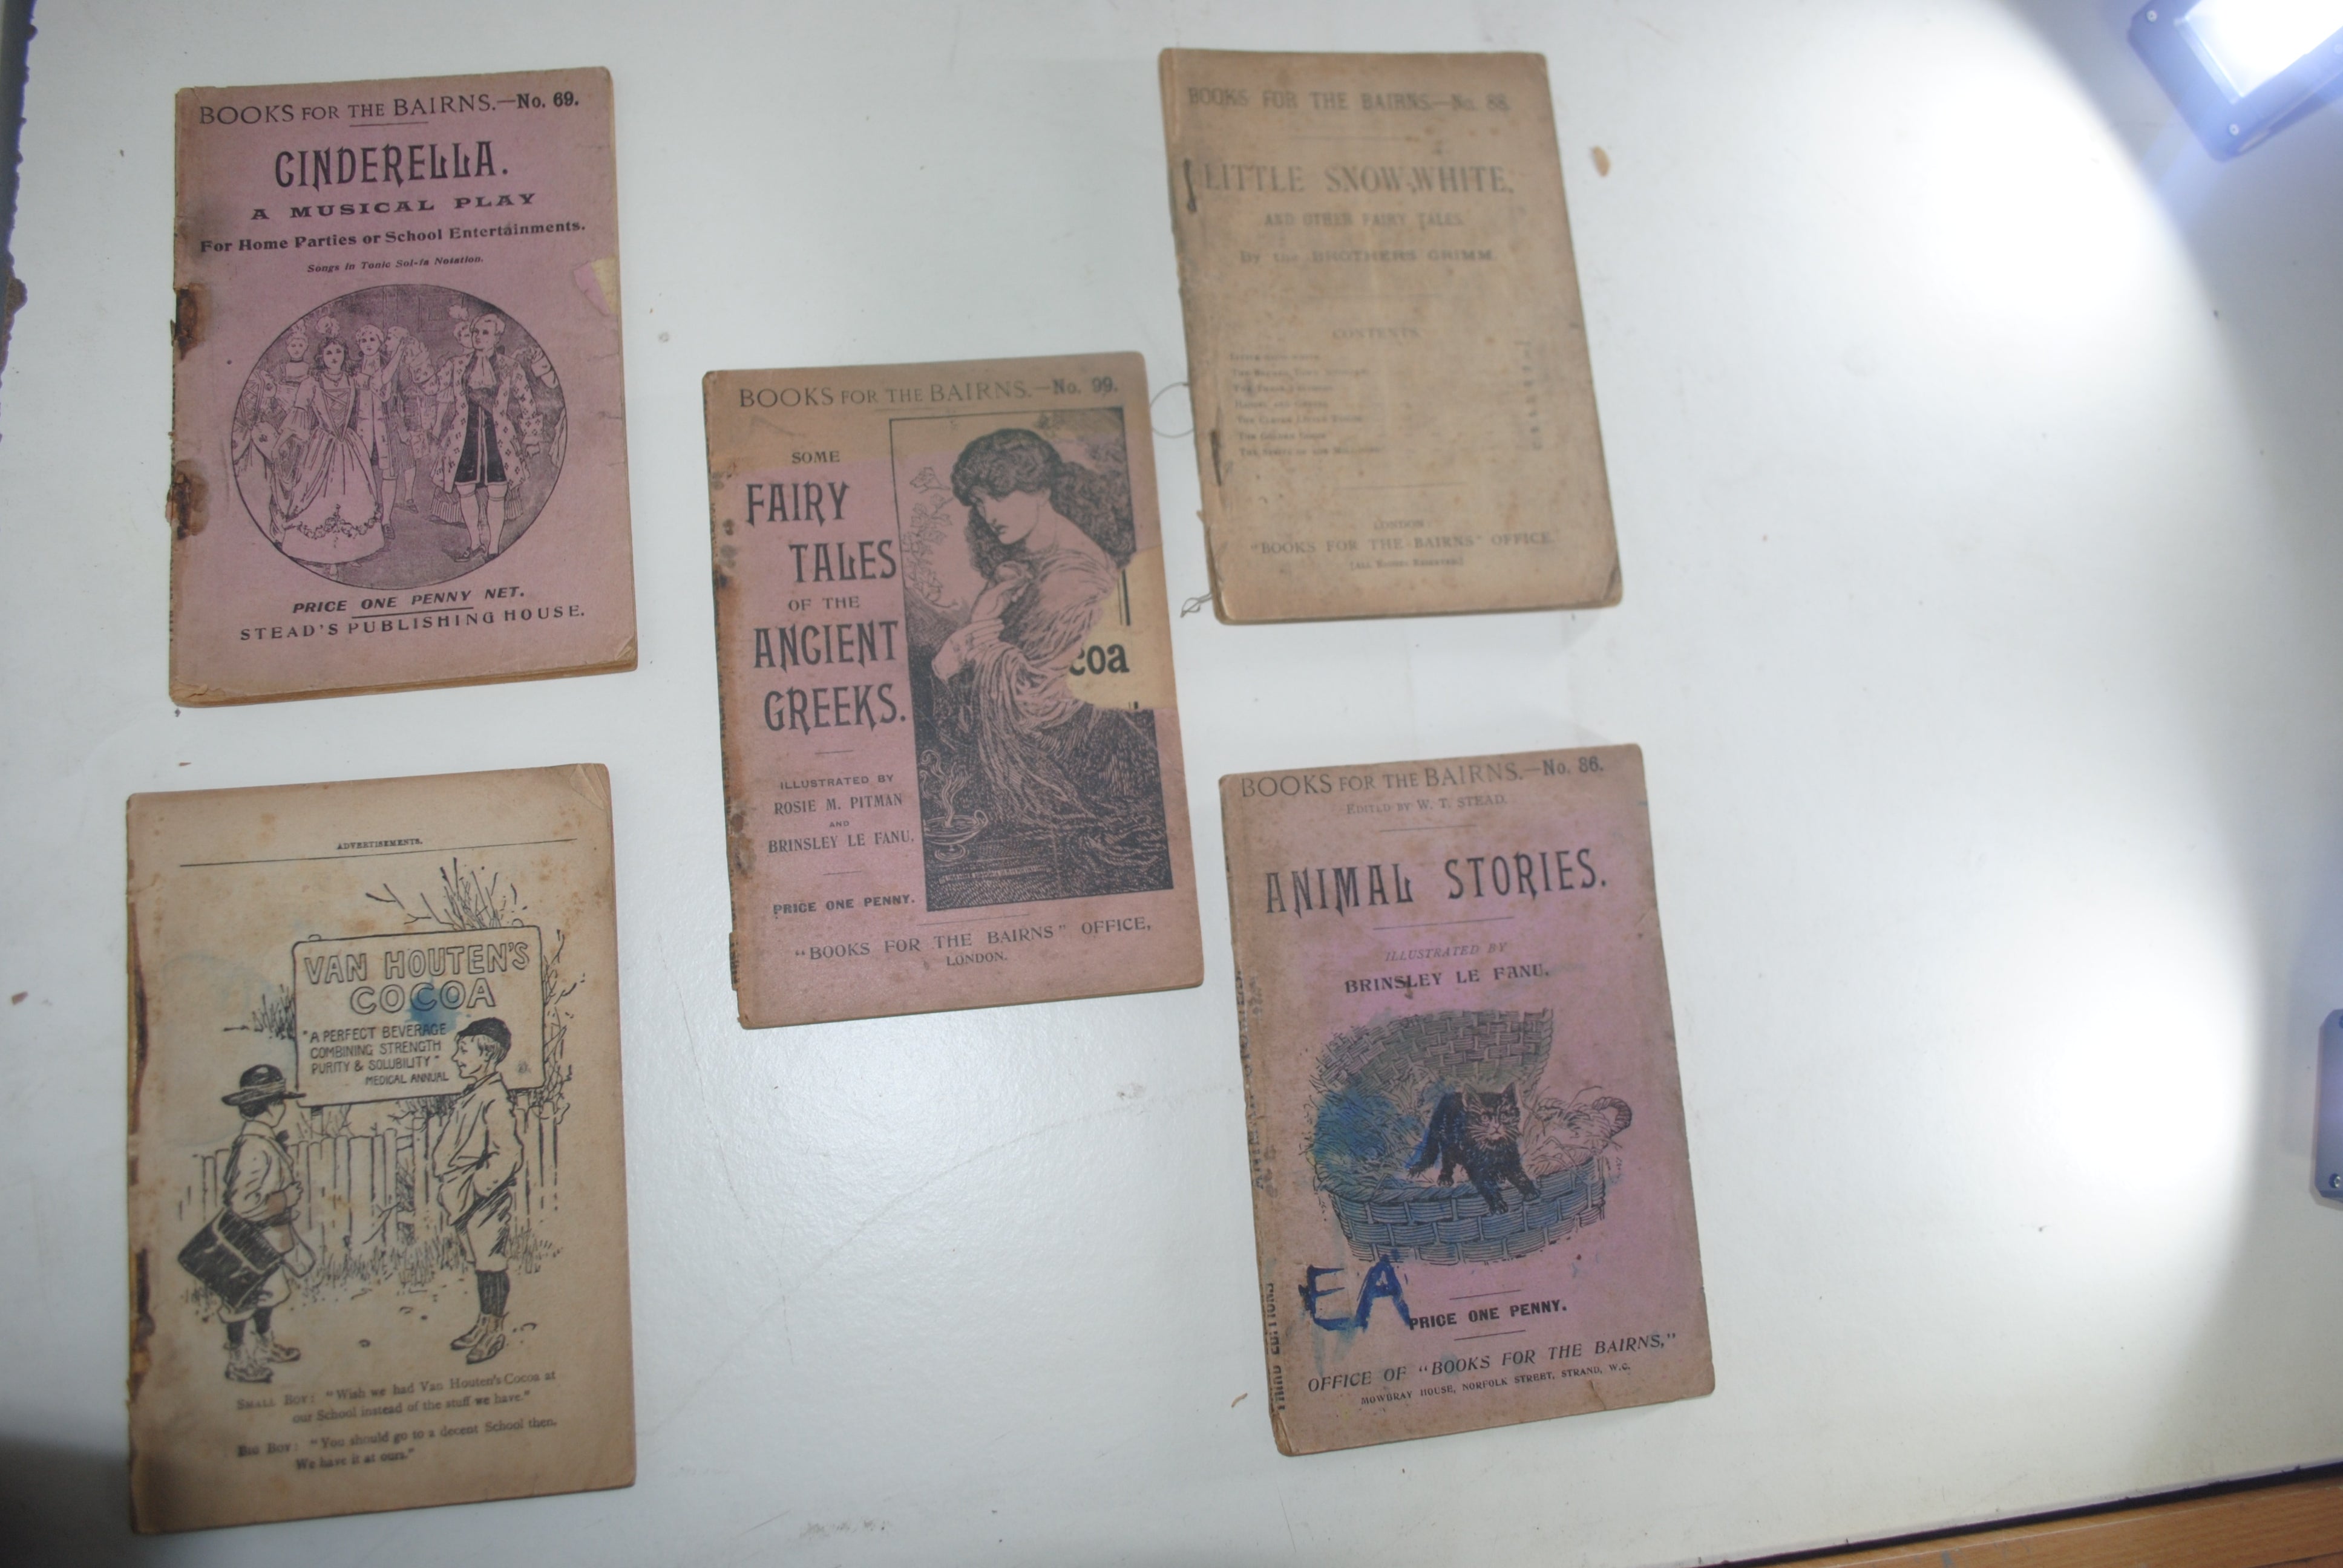 BOOKS FOR THE BAIRNS.—No. 69.
CINDERELLA.
A MUSICAL PLAY
For Home Parties or School Entertainments.
Songs in Tonic Sol-fa Notation.
PRICE ONE PENNY NET.
STEAD'S PUBLISHING HOUSE.
ADVERTISEMENTS.
VAN HOUTEN'S
COCOA
"A PERFECT BEVERAGE
COMBINING STRENGTH
PURITY & SOLUBILITY"
MEDICAL ANNUAL
SMALL BOY: "Wish we had Van Houten's Cocoa at
our School instead of the stuff we have."
BIG BOY: "You should go to a decent School then.
We have it at ours."
BOOKS FOR THE BAIRNS.—No. 99.
SOME
FAIRY
TALES
OF THE
ANCIENT
GREEKS.
coa
ILLUSTRATED BY
ROSIE M. PITMAN
AND
BRINSLEY LE FANU.
PRICE ONE PENNY.
"BOOKS FOR THE BAIRNS" OFFICE,
LONDON.
BOOKS FOR THE BAIRNS—No. 88.
LITTLE SNOW-WHITE,
AND OTHER FAIRY TALES.
By the BROTHERS GRIMM.
CONTENTS.
LONDON
"BOOKS FOR THE BAIRNS" OFFICE.
[ALL RIGHTS RESERVED.]
BOOKS FOR THE BAIRNS.—No. 86.
EDITED BY W. T. STEAD.
ANIMAL STORIES.
ILLUSTRATED BY
BRINSLEY LE FANU.
EA
PRICE ONE PENNY.
OFFICE OF "BOOKS FOR THE BAIRNS,"
MOWBRAY HOUSE, NORFOLK STREET, STRAND, W.C.